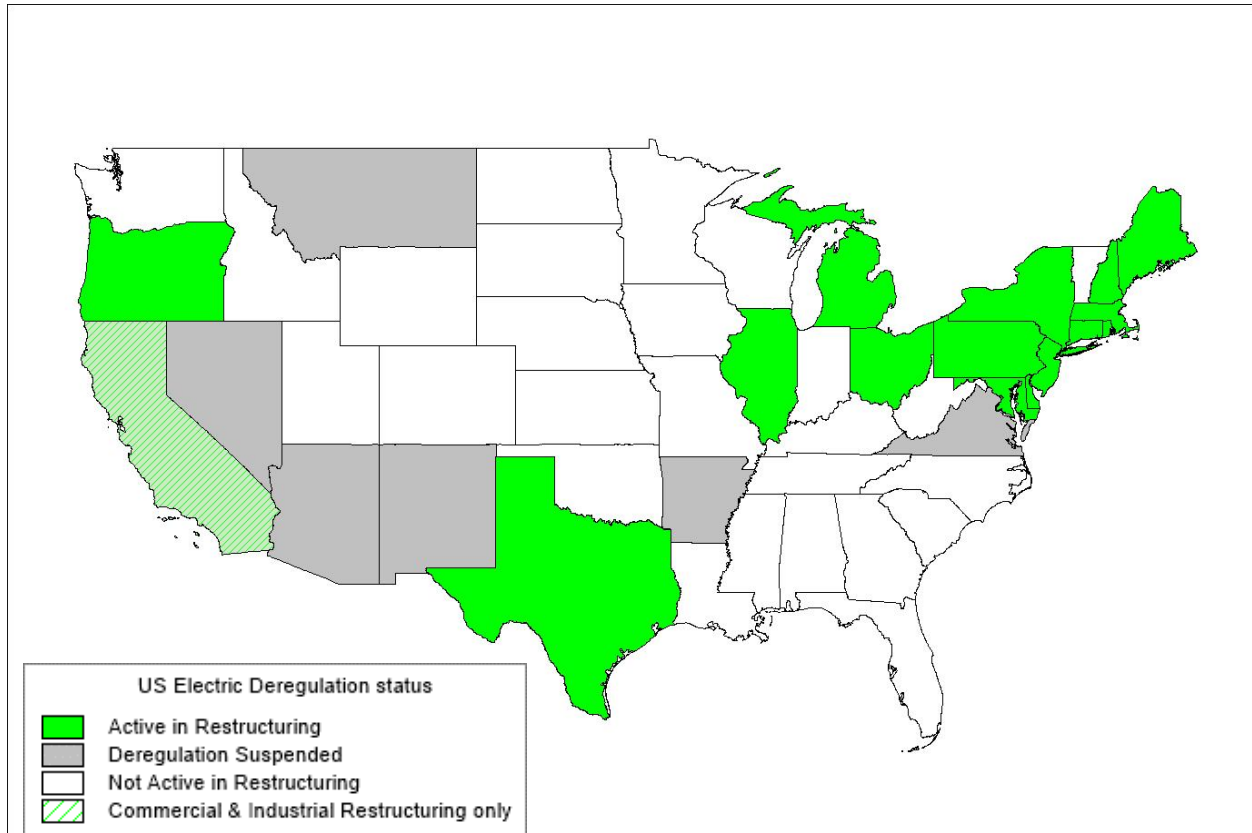 US Electric Deregulation status
Active in Restructuring
Deregulation Suspended
Not Active in Restructuring
Commercial & Industrial Restructuring only